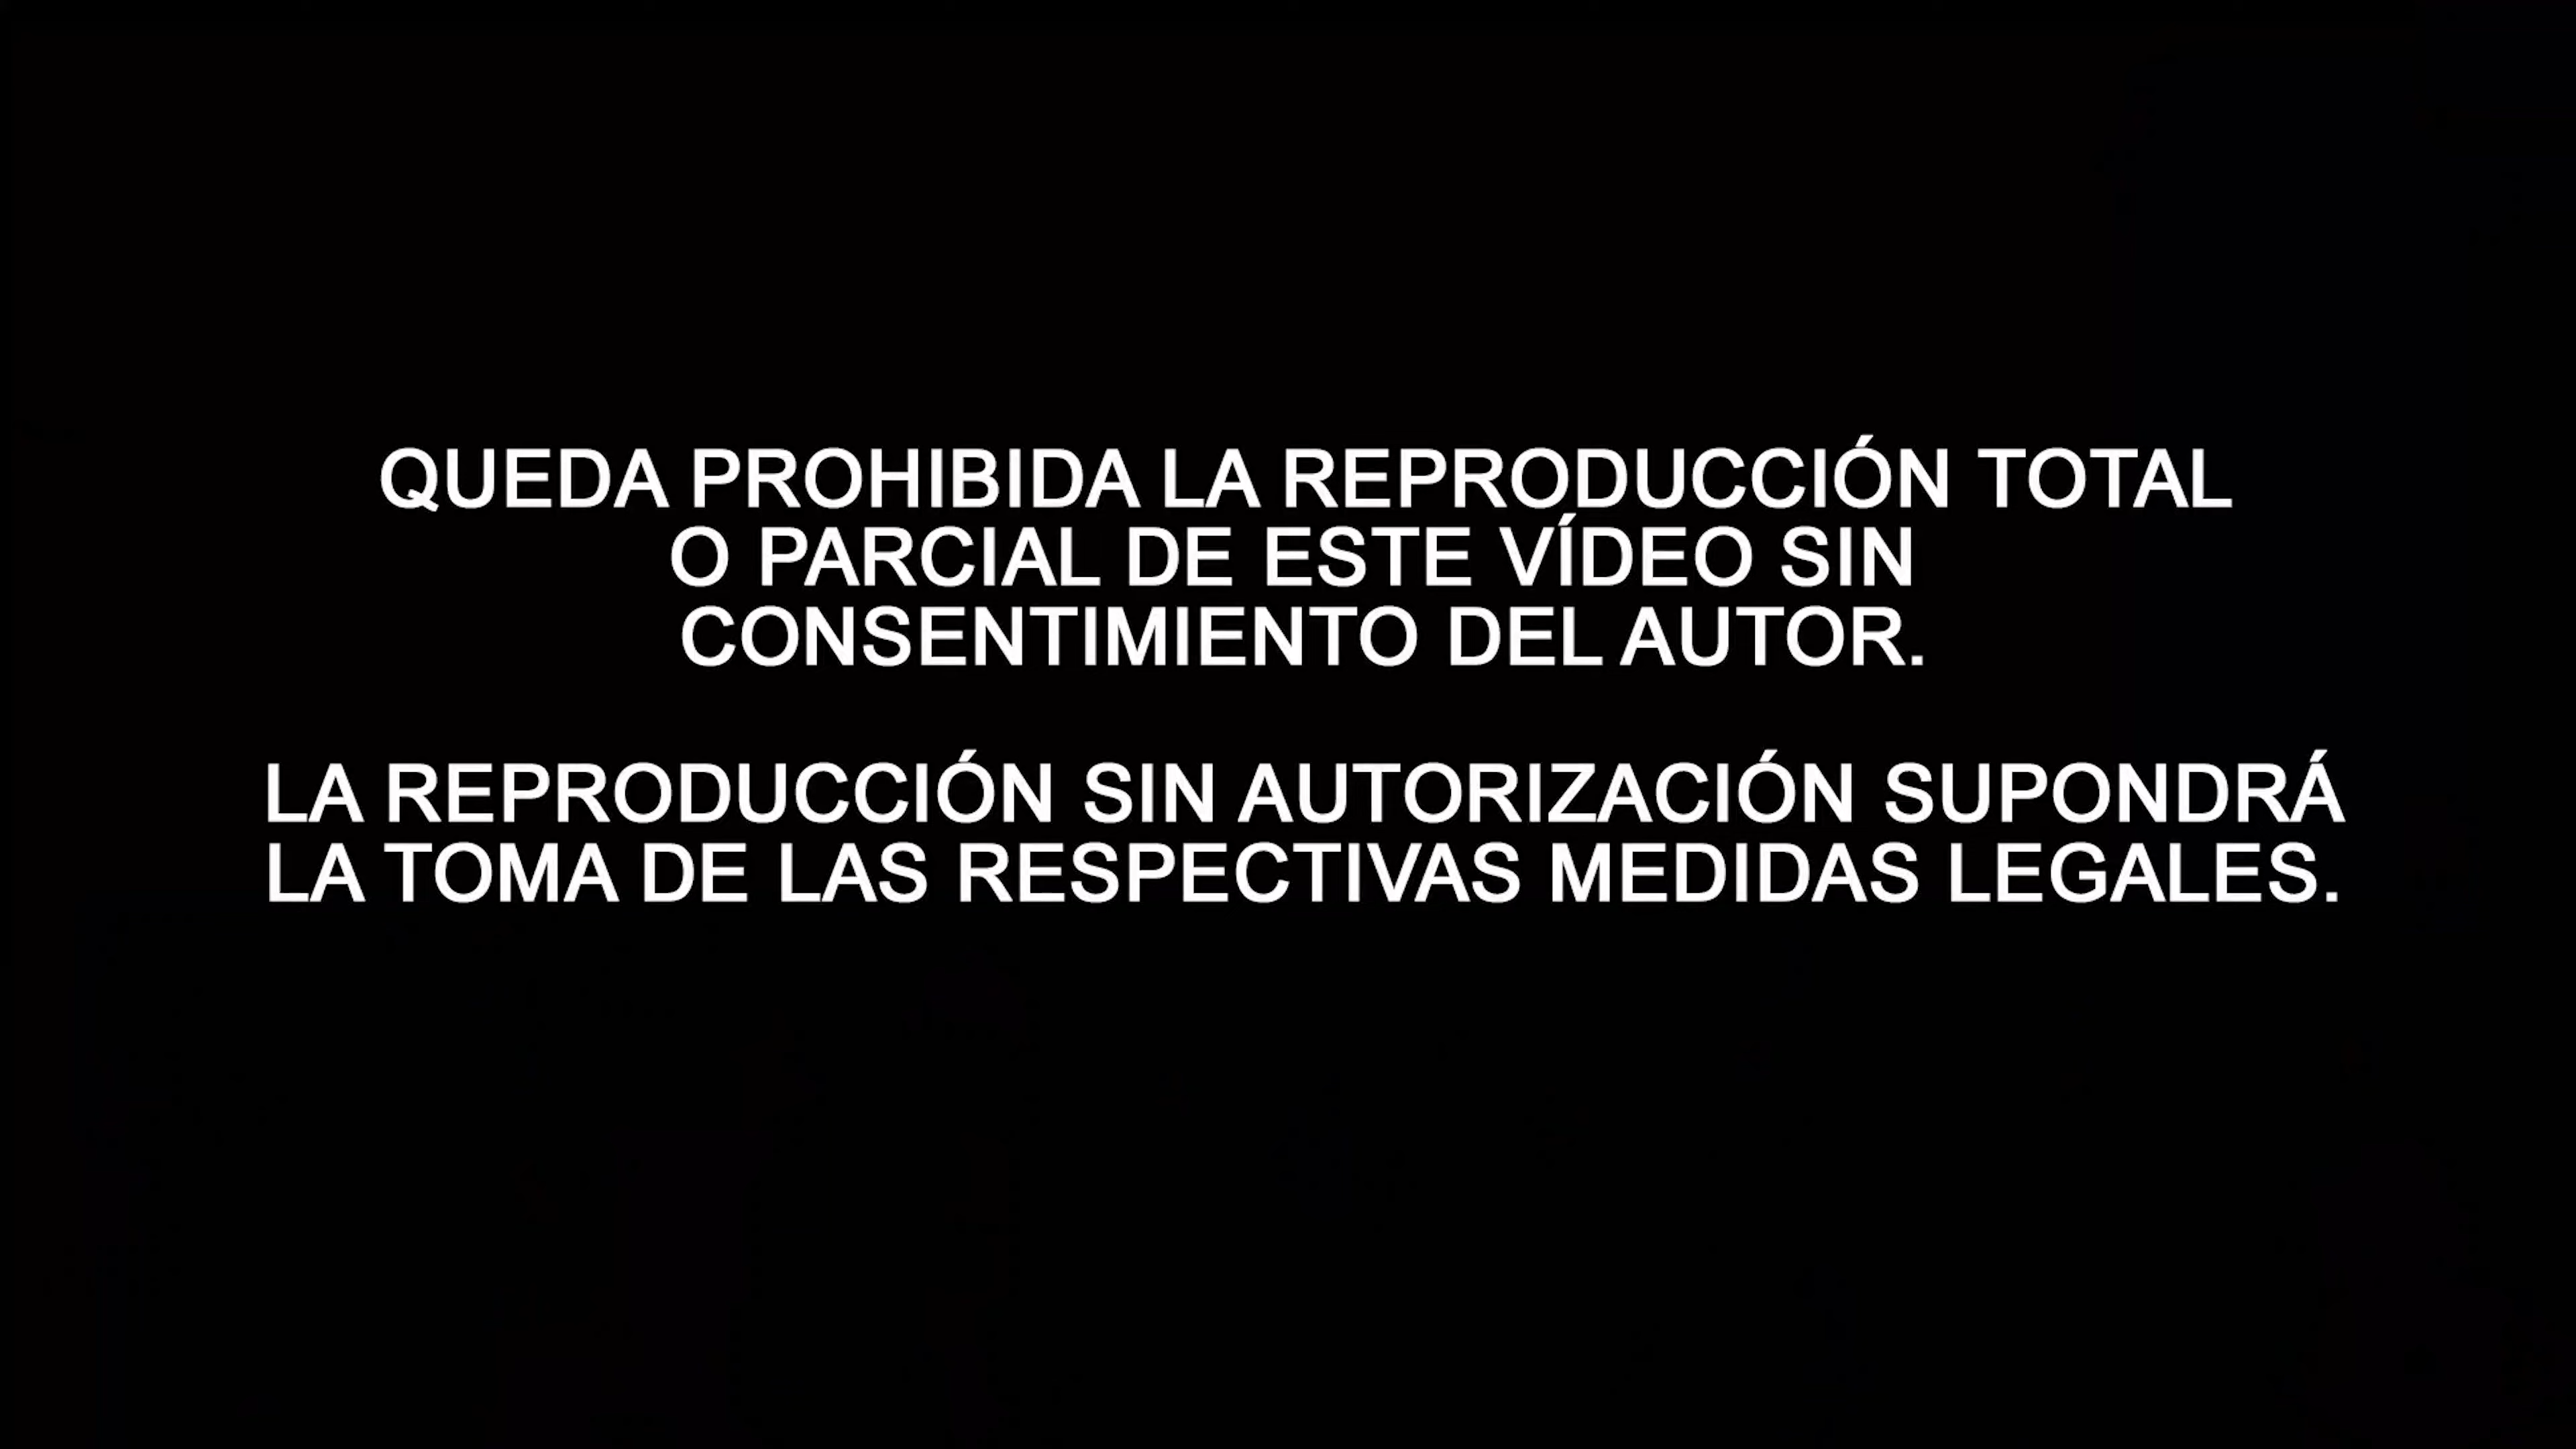 QUEDA PROHIBIDA LA REPRODUCCIÓN TOTAL
O PARCIAL DE ESTE VÍDEO SIN
CONSENTIMIENTO DEL AUTOR.
LA REPRODUCCIÓN SIN AUTORIZACIÓN SUPONDRÁ
LA TOMA DE LAS RESPECTIVAS MEDIDAS LEGALES.